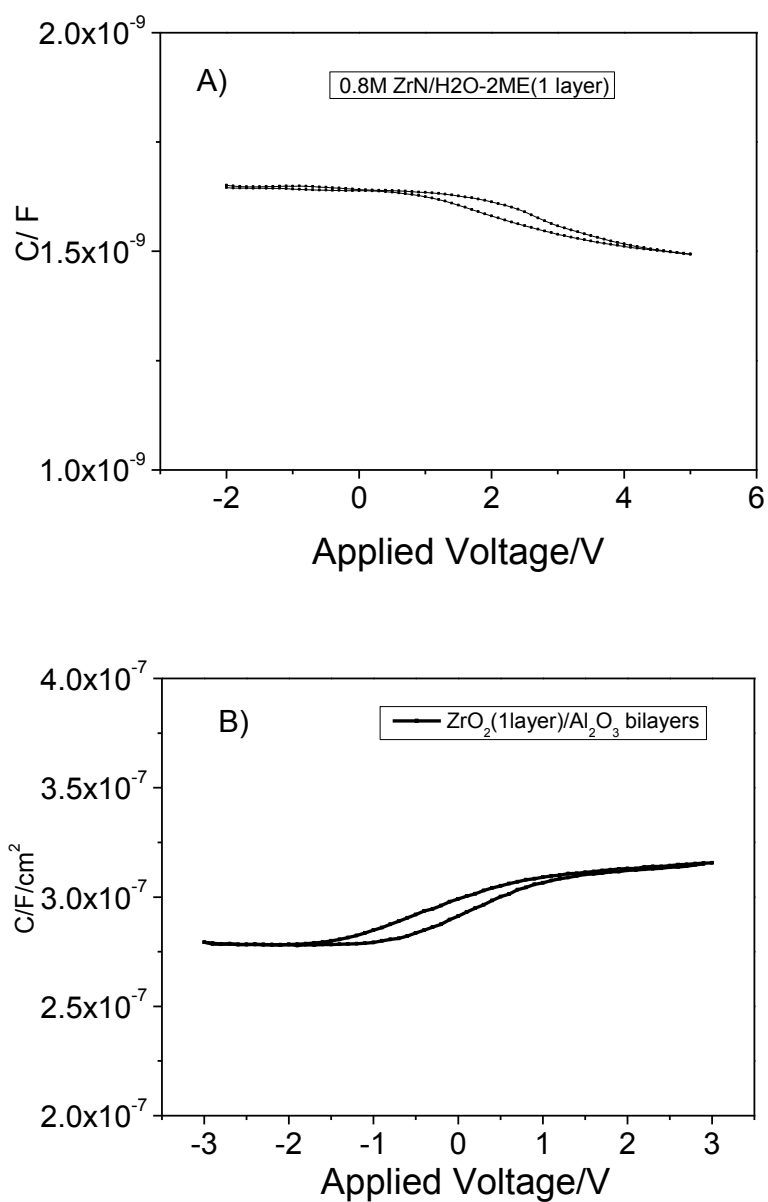 2.0x10⁻⁹
A)
0.8M ZrN/H2O-2ME(1 layer)
C/ F
1.5x10⁻⁹
1.0x10⁻⁹
-2 0 2 4 6
Applied Voltage/V
4.0x10⁻⁷
B)
ZrO₂(1layer)/Al₂O₃ bilayers
3.5x10⁻⁷
C/F/cm²
3.0x10⁻⁷
2.5x10⁻⁷
2.0x10⁻⁷
-3 -2 -1 0 1 2 3
Applied Voltage/V